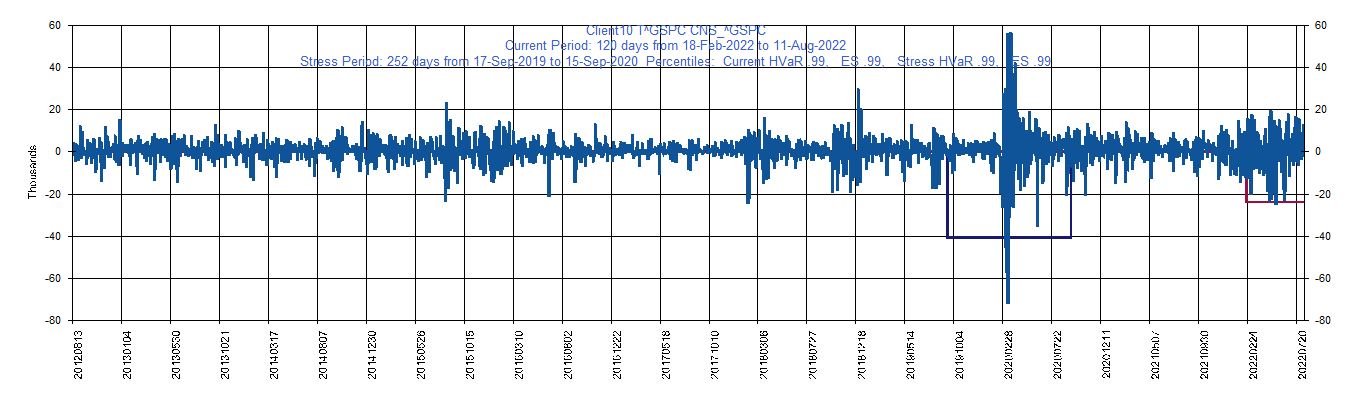 Client10 T^GSPC CNS_^GSPC
Current Period: 120 days from 18-Feb-2022 to 11-Aug-2022
Stress Period: 252 days from 17-Sep-2019 to 15-Sep-2020 Percentiles: Current HVaR .99, ES .99, Stress HVaR .99, ES .99
60 60
40 40
20 20
0 0
-20 -20
-40 -40
-60 -60
-80 -80
Thousands
20120813 20130104 20130530 20131021 20140317 20140807 20141230 20150526 20151015 20160310 20160802 20161222 20170518 20171010 20180306 20180727 20181218 20190514 20191004 20200228 20200722 20201211 20210507 20210930 20220224 20220720